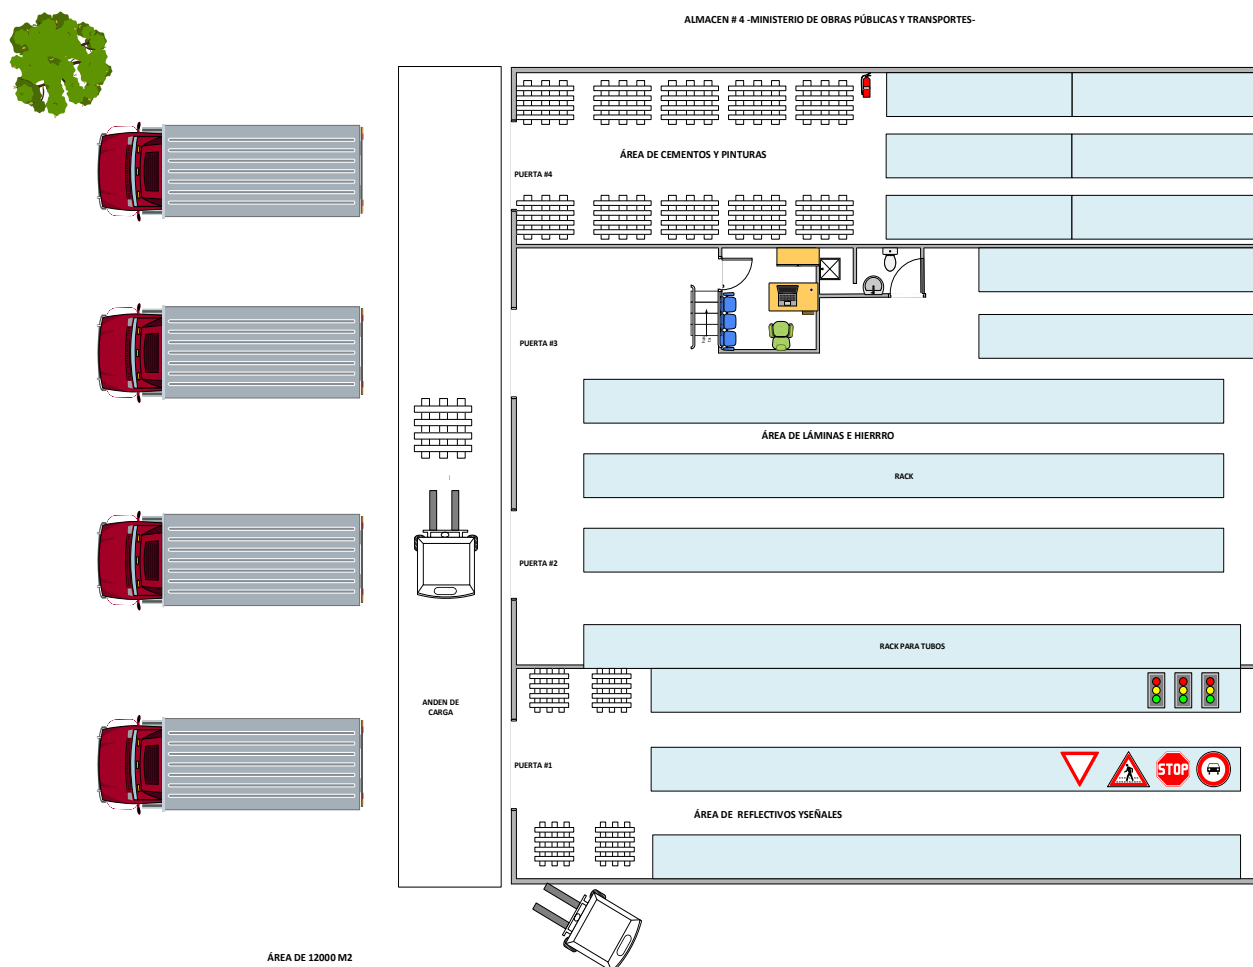 ALMACEN # 4 -MINISTERIO DE OBRAS PÚBLICAS Y TRANSPORTES-
ÁREA DE CEMENTOS Y PINTURAS
PUERTA #4
PUERTA #3
ÁREA DE LÁMINAS E HIERRRO
RACK
PUERTA #2
RACK PARA TUBOS
ANDEN DE
CARGA
PUERTA #1
STOP
ÁREA DE REFLECTIVOS YSEÑALES
ÁREA DE 12000 M2